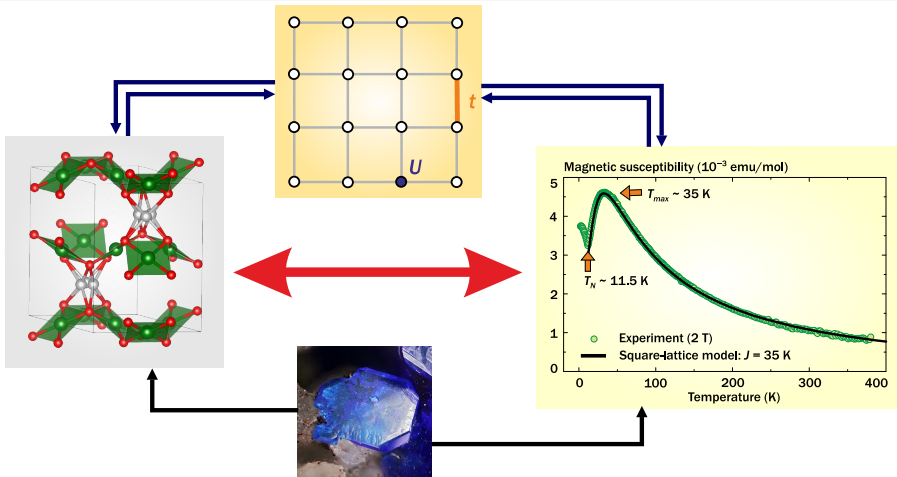 t
U
Magnetic susceptibility (10⁻³ emu/mol)
5
4
3
2
1
0
T_max ~ 35 K
T_N ~ 11.5 K
Experiment (2 T)
Square-lattice model: J = 35 K
0 100 200 300 400
Temperature (K)